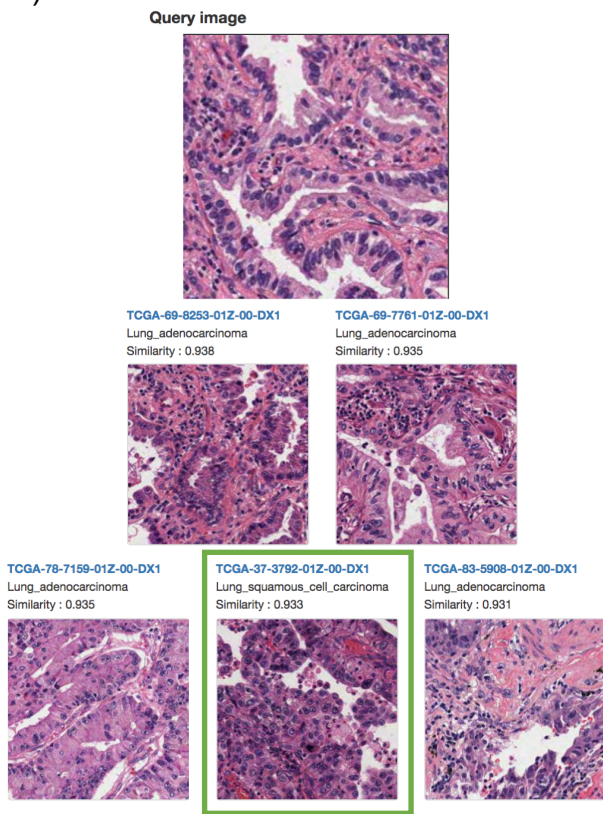 )
Query image
TCGA-69-8253-01Z-00-DX1
Lung_adenocarcinoma
Similarity : 0.938
TCGA-69-7761-01Z-00-DX1
Lung_adenocarcinoma
Similarity : 0.935
TCGA-78-7159-01Z-00-DX1
Lung_adenocarcinoma
Similarity : 0.935
TCGA-37-3792-01Z-00-DX1
Lung_squamous_cell_carcinoma
Similarity : 0.933
TCGA-83-5908-01Z-00-DX1
Lung_adenocarcinoma
Similarity : 0.931